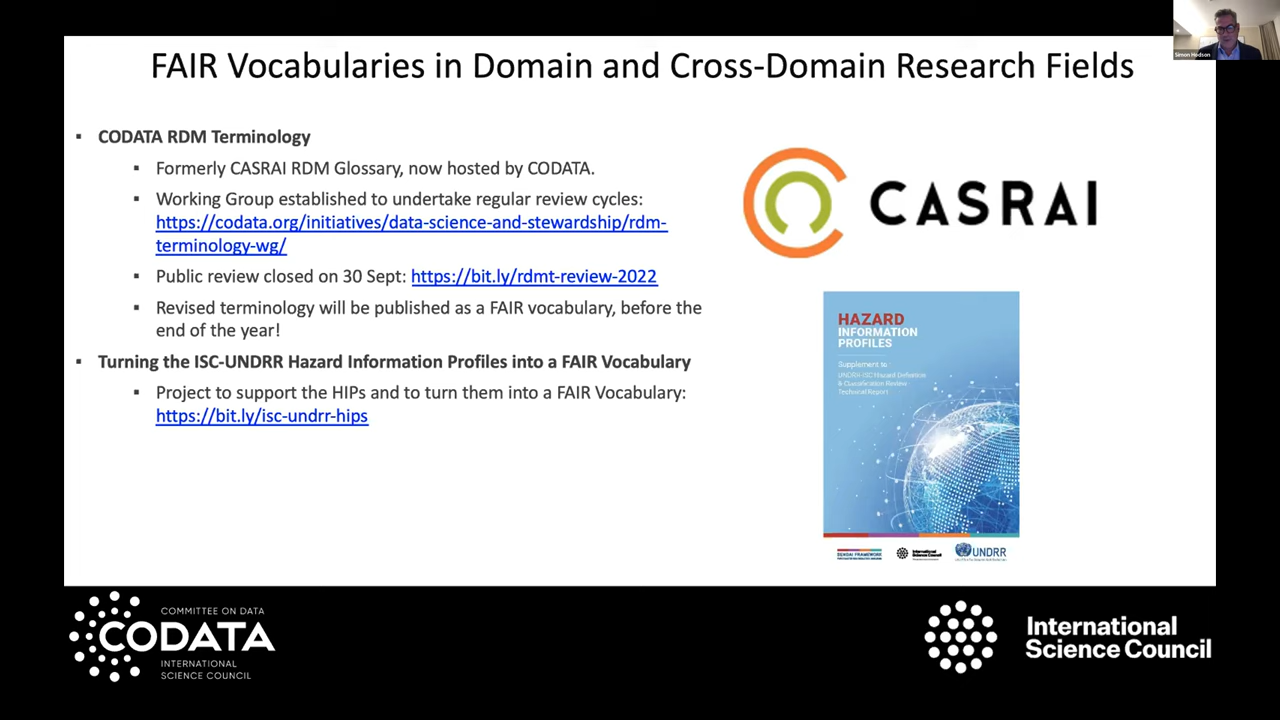 FAIR Vocabularies in Domain and Cross-Domain Research Fields
Simon Hodson
▪ CODATA RDM Terminology
▪ Formerly CASRAI RDM Glossary, now hosted by CODATA.
▪ Working Group established to undertake regular review cycles:
https://codata.org/initiatives/data-science-and-stewardship/rdm-
terminology-wg/
▪ Public review closed on 30 Sept: https://bit.ly/rdmt-review-2022
▪ Revised terminology will be published as a FAIR vocabulary, before the
end of the year!
▪ Turning the ISC-UNDRR Hazard Information Profiles into a FAIR Vocabulary
▪ Project to support the HIPs and to turn them into a FAIR Vocabulary:
https://bit.ly/isc-undrr-hips
CASRAI
HAZARD
INFORMATION
PROFILES
Supplement to
UNDRR-ISC Hazard Definition
& Classification Review
Technical Report
SENDAI FRAMEWORK
International
Science Council
UNDRR
COMMITTEE ON DATA
CODATA
INTERNATIONAL
SCIENCE COUNCIL
International
Science Council